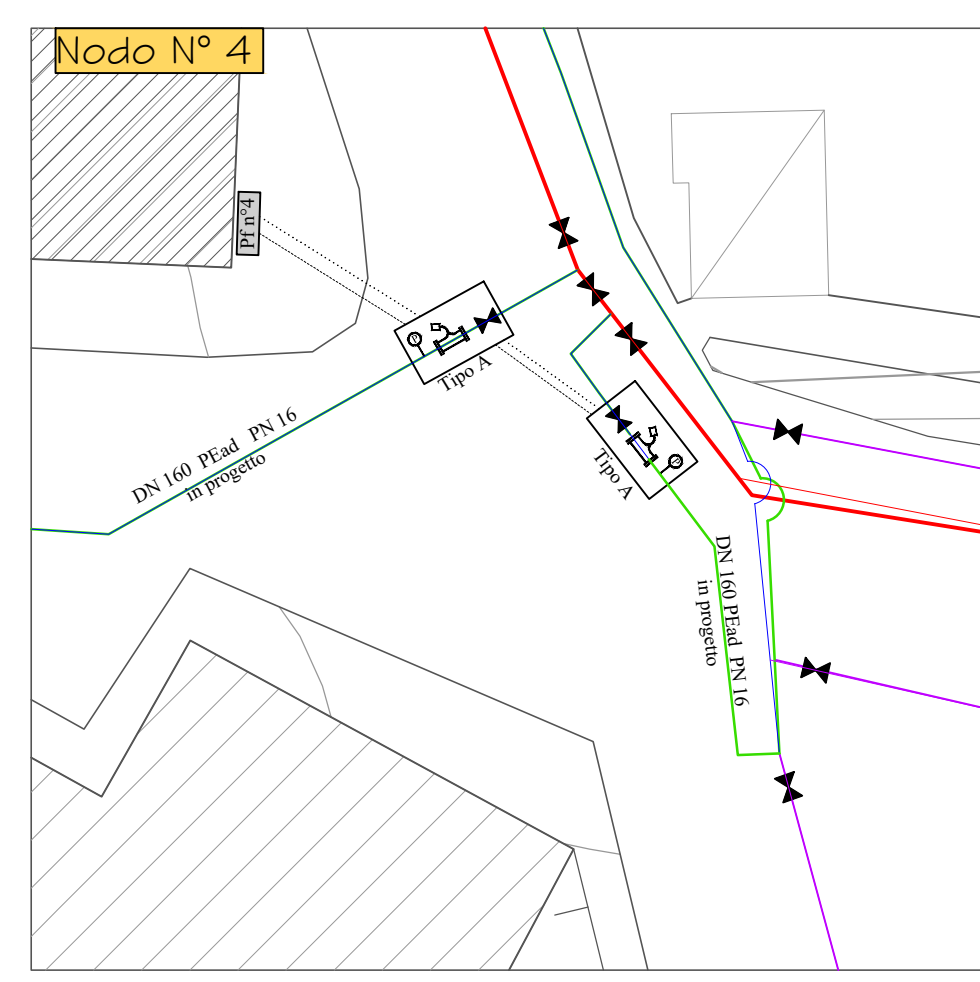 Nodo N° 4
Pf n°4
Tipo A
DN 160 PEad PN 16
in progetto
Tipo A
DN 160 PEad PN 16
in progetto